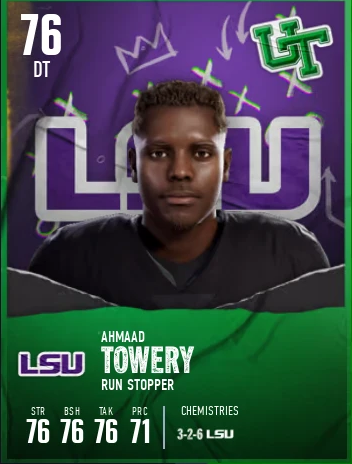 76
DT
UT
LSU
LSU
AHMAAD
TOWERY
RUN STOPPER
STR BSH TAK PRC CHEMISTRIES
76 76 76 71 3-2-6 LSU